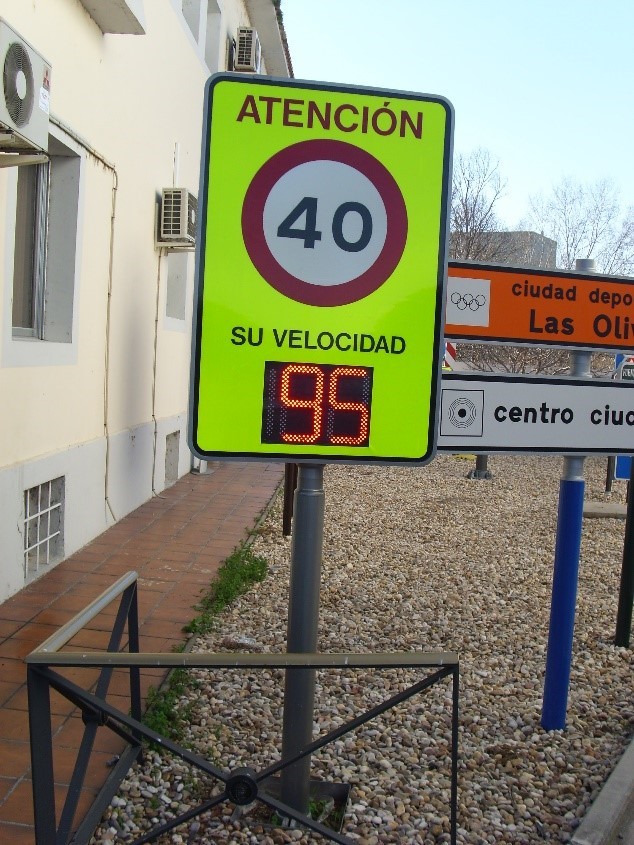 ATENCIÓN
40
SU VELOCIDAD
95
ciudad depo
Las Oliv
centro ciud